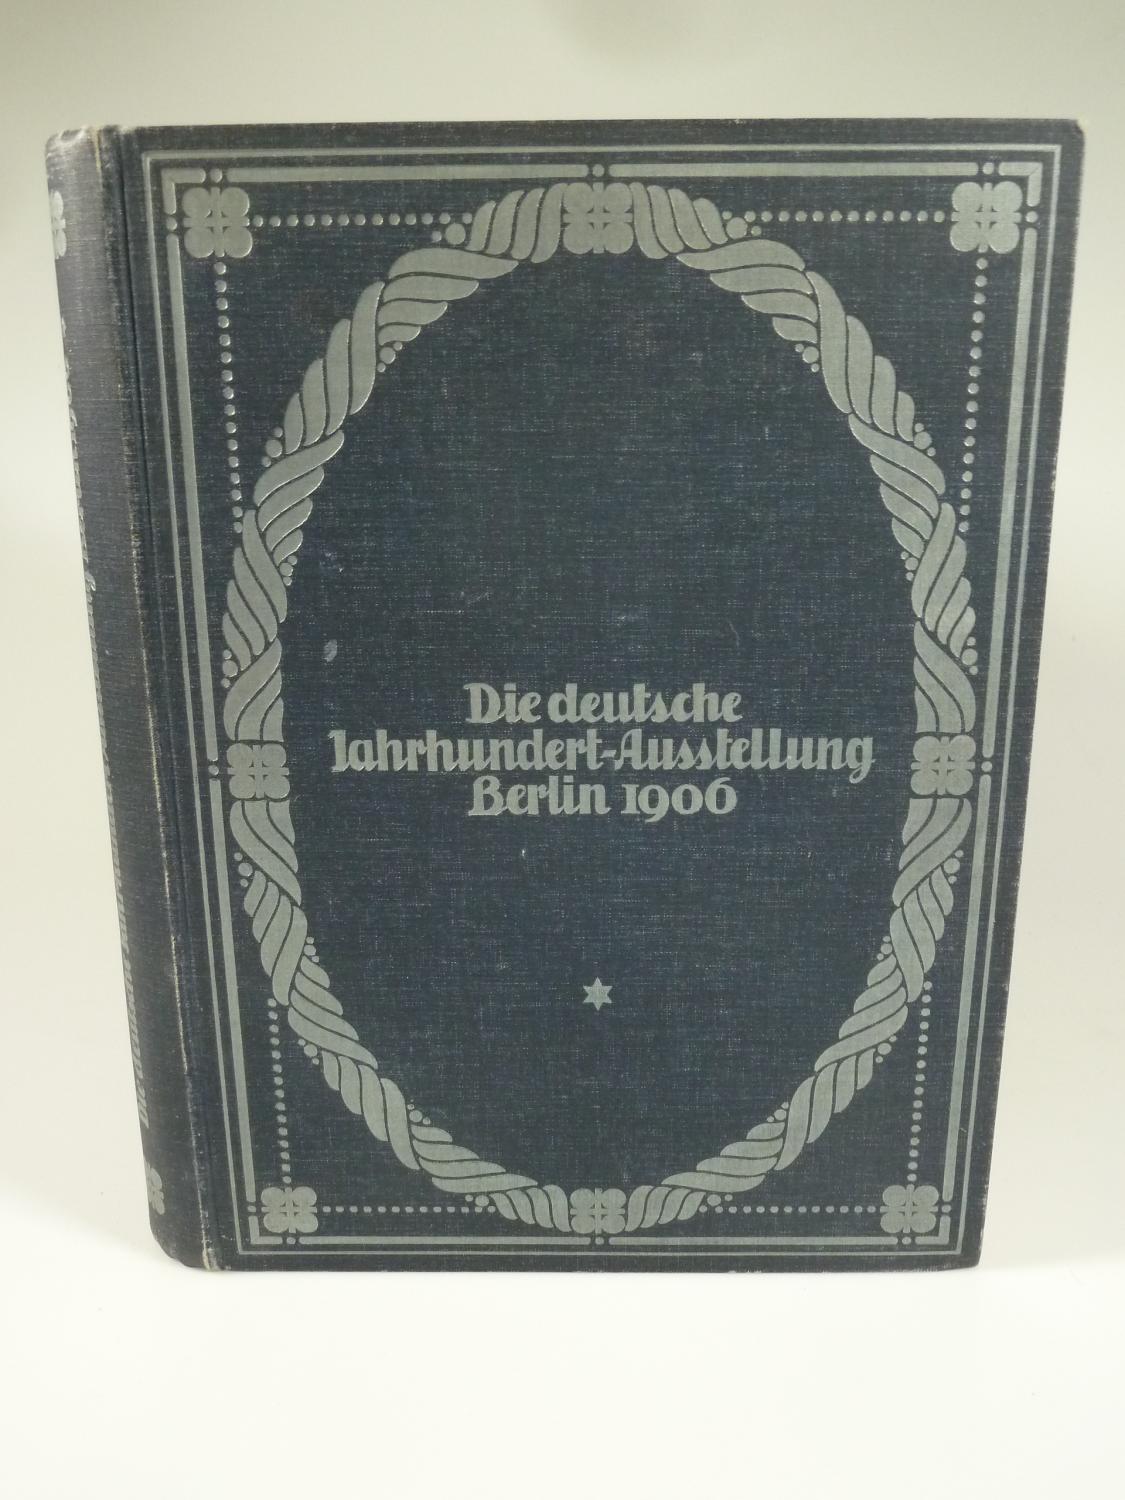 Die deutsche
Jahrhundert-Ausstellung
Berlin 1906